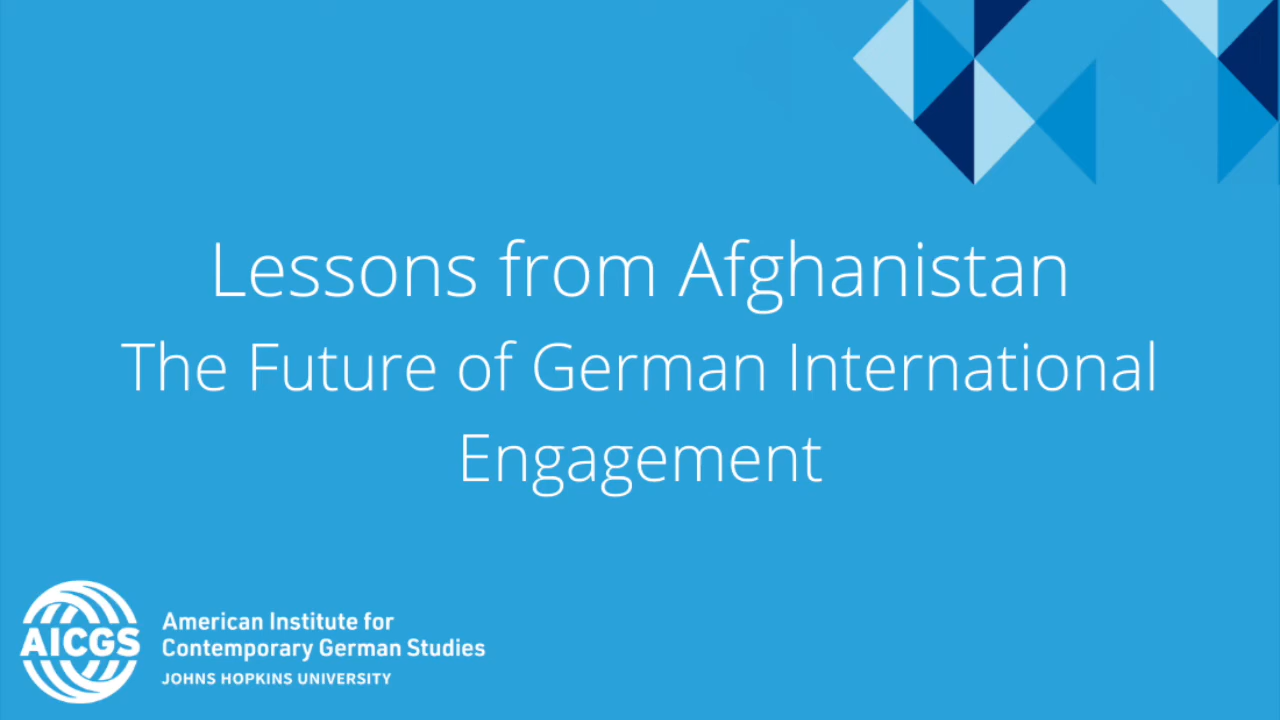 Lessons from Afghanistan
The Future of German International
Engagement
AICGS
American Institute for
Contemporary German Studies
JOHNS HOPKINS UNIVERSITY